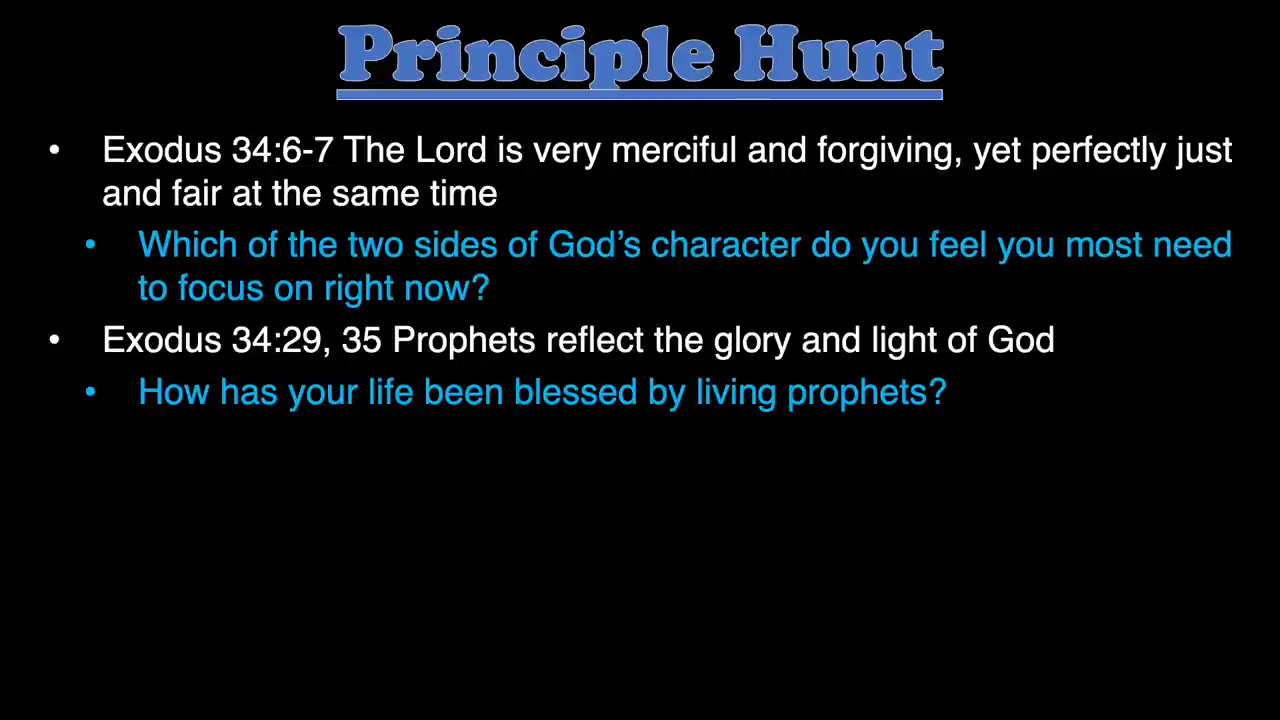 Principle Hunt
• Exodus 34:6-7 The Lord is very merciful and forgiving, yet perfectly just
and fair at the same time
• Which of the two sides of God’s character do you feel you most need
to focus on right now?
• Exodus 34:29, 35 Prophets reflect the glory and light of God
• How has your life been blessed by living prophets?